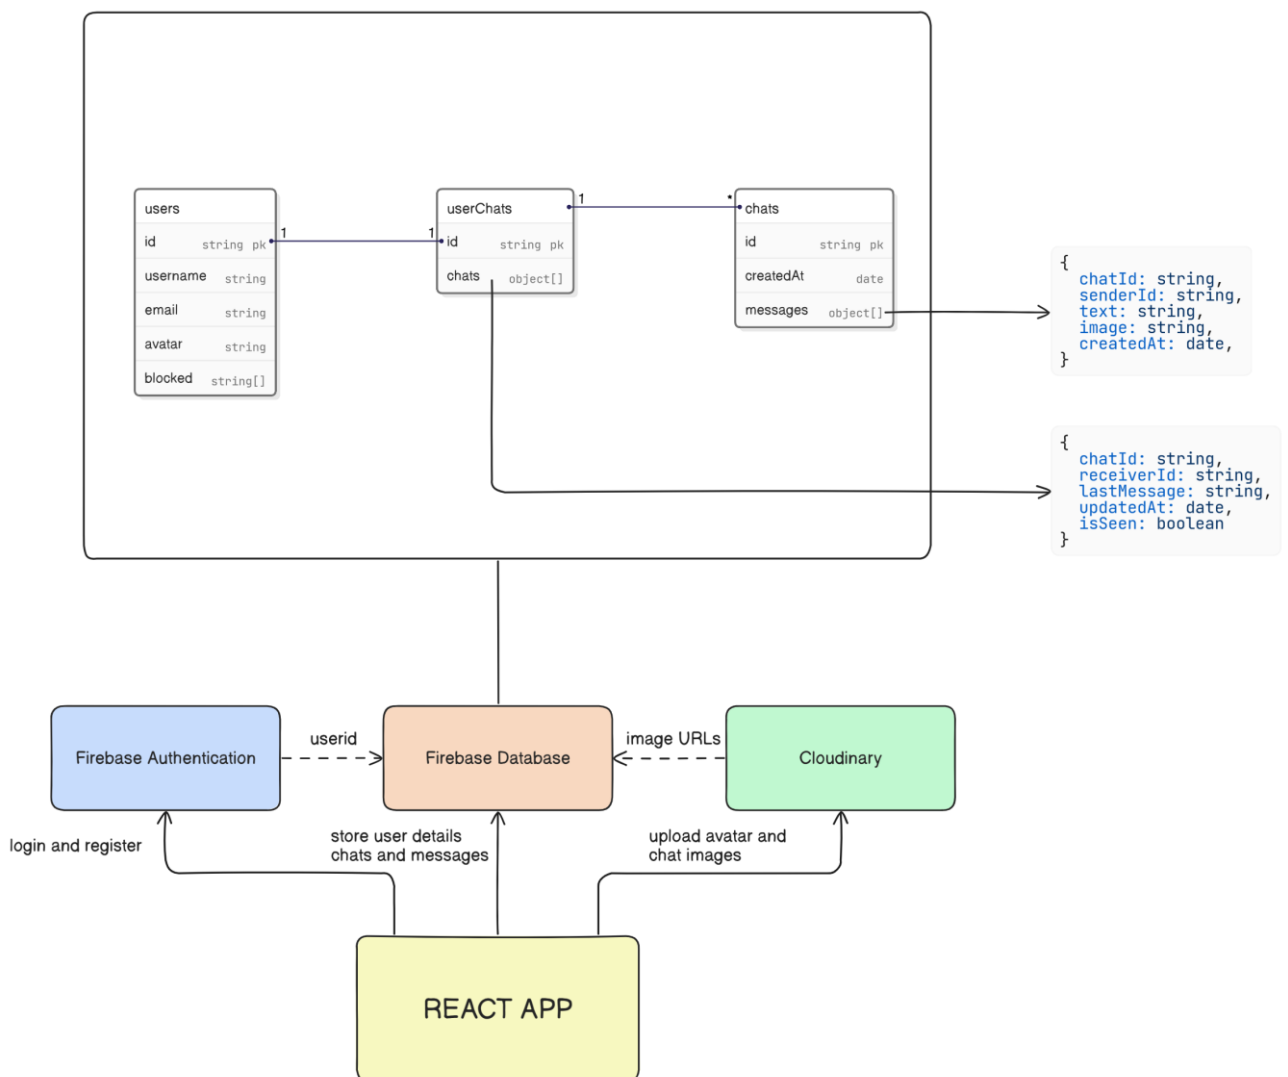 users
id string pk
username string
email string
avatar string
blocked string[]
1 1
userChats
id string pk
chats object[]
1 *
chats
id string pk
createdAt date
messages object[]
{
chatId: string,
senderId: string,
text: string,
image: string,
createdAt: date,
}
{
chatId: string,
receiverId: string,
lastMessage: string,
updatedAt: date,
isSeen: boolean
}
Firebase Authentication
userid
Firebase Database
image URLs
Cloudinary
login and register
store user details
chats and messages
upload avatar and
chat images
REACT APP